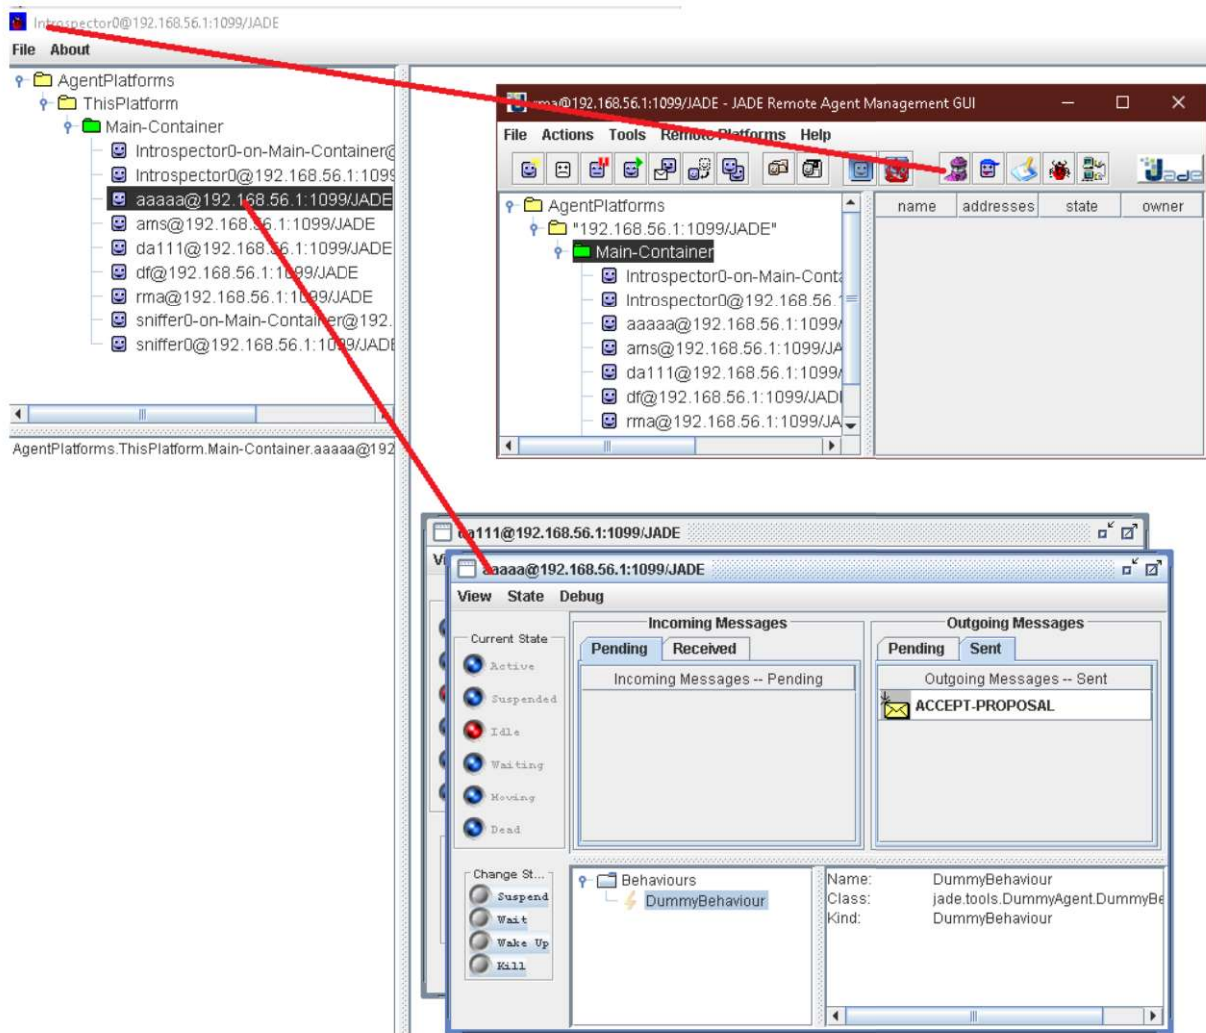 Introspector0@192.168.56.1:1099/JADE
File About
AgentPlatforms
ThisPlatform
Main-Container
Introspector0-on-Main-Container@
Introspector0@192.168.56.1:1099
aaaaa@192.168.56.1:1099/JADE
ams@192.168.56.1:1099/JADE
da111@192.168.56.1:1099/JADE
df@192.168.56.1:1099/JADE
rma@192.168.56.1:1099/JADE
sniffer0-on-Main-Container@192.
sniffer0@192.168.56.1:1099/JADE
AgentPlatforms.ThisPlatform.Main-Container.aaaaa@192
rma@192.168.56.1:1099/JADE - JADE Remote Agent Management GUI
File Actions Tools Remote Platforms Help
Jade
AgentPlatforms
"192.168.56.1:1099/JADE"
Main-Container
Introspector0-on-Main-Conta
Introspector0@192.168.56.1
aaaaa@192.168.56.1:1099/
ams@192.168.56.1:1099/JA
da111@192.168.56.1:1099/
df@192.168.56.1:1099/JADE
rma@192.168.56.1:1099/JA
name addresses state owner
da111@192.168.56.1:1099/JADE
Vi
aaaaa@192.168.56.1:1099/JADE
View State Debug
Current State
Active
Suspended
Idle
Waiting
Moving
Dead
Change St...
Suspend
Wait
Wake Up
Kill
Incoming Messages
Pending Received
Incoming Messages -- Pending
Outgoing Messages
Pending Sent
Outgoing Messages -- Sent
ACCEPT-PROPOSAL
Behaviours
DummyBehaviour
Name: DummyBehaviour
Class: jade.tools.DummyAgent.DummyBe
Kind: DummyBehaviour